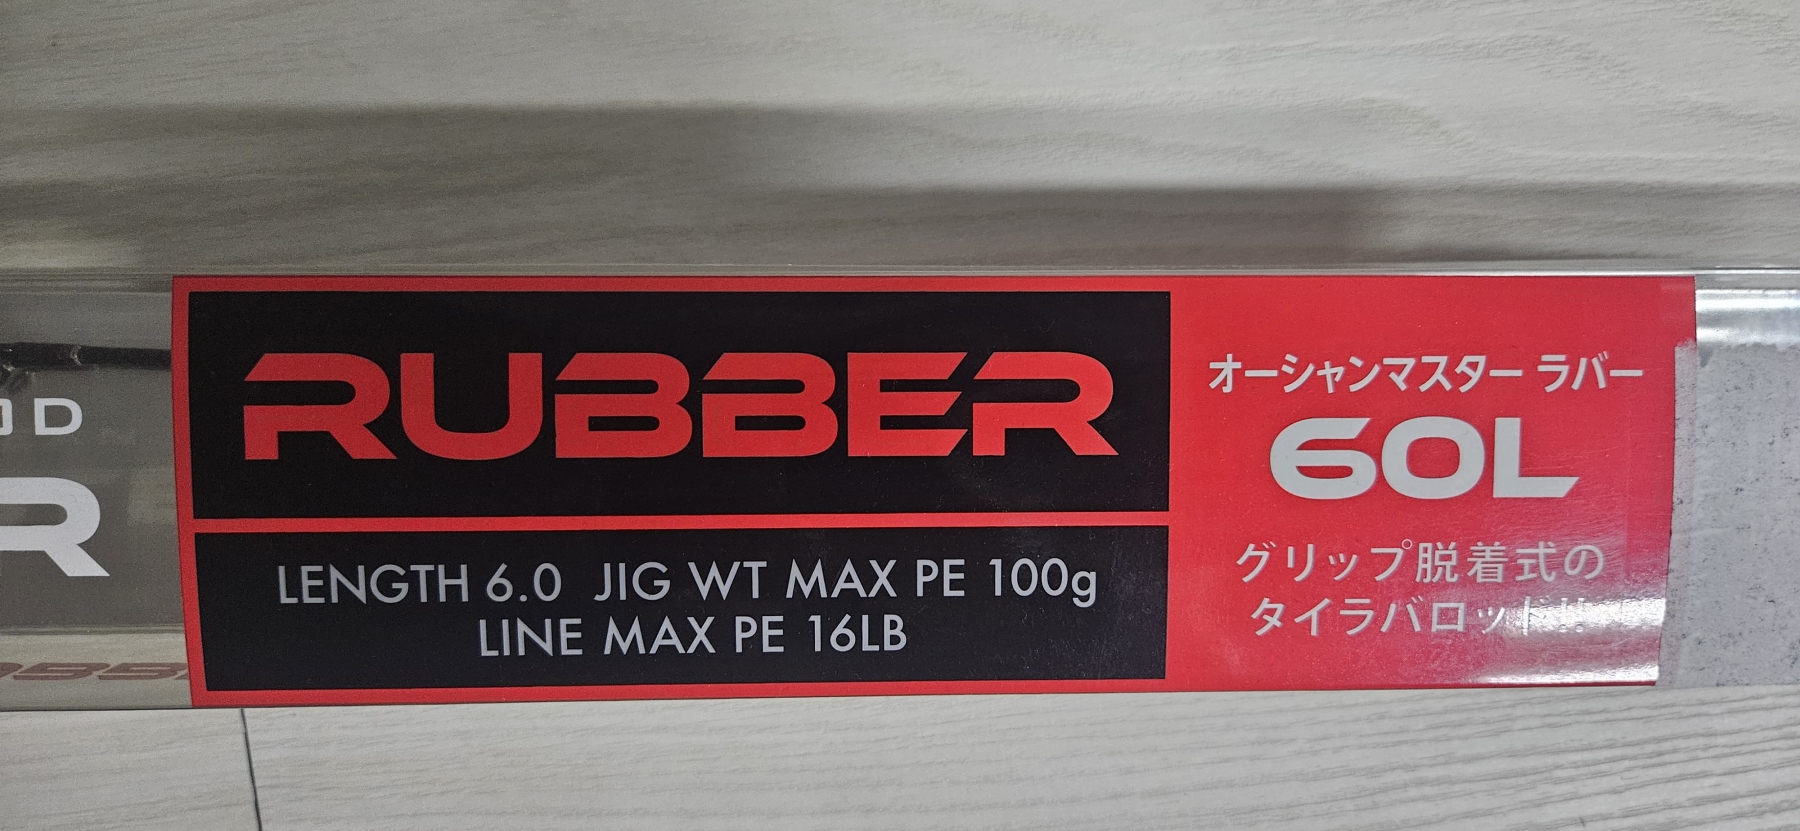 RUBBER
LENGTH 6.0 JIG WT MAX PE 100g
LINE MAX PE 16LB
オーシャンマスター ラバー
60L
グリップ脱着式の
タイラバロッド!!